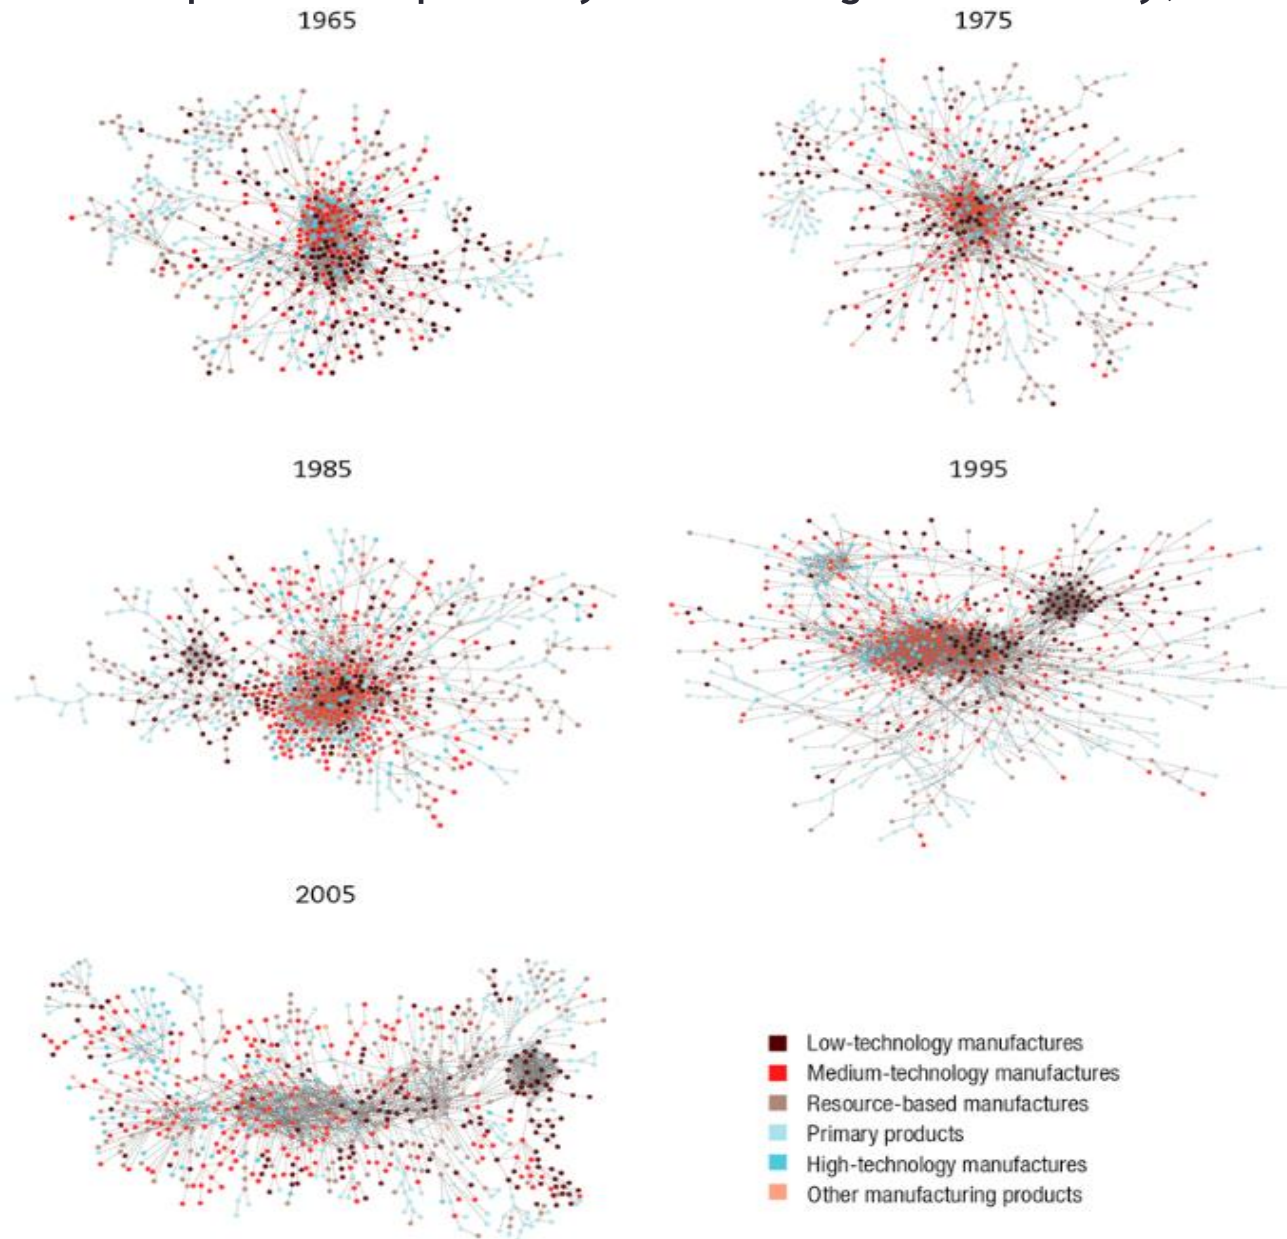 1965
1975
1985
1995
2005
Low-technology manufactures
Medium-technology manufactures
Resource-based manufactures
Primary products
High-technology manufactures
Other manufacturing products